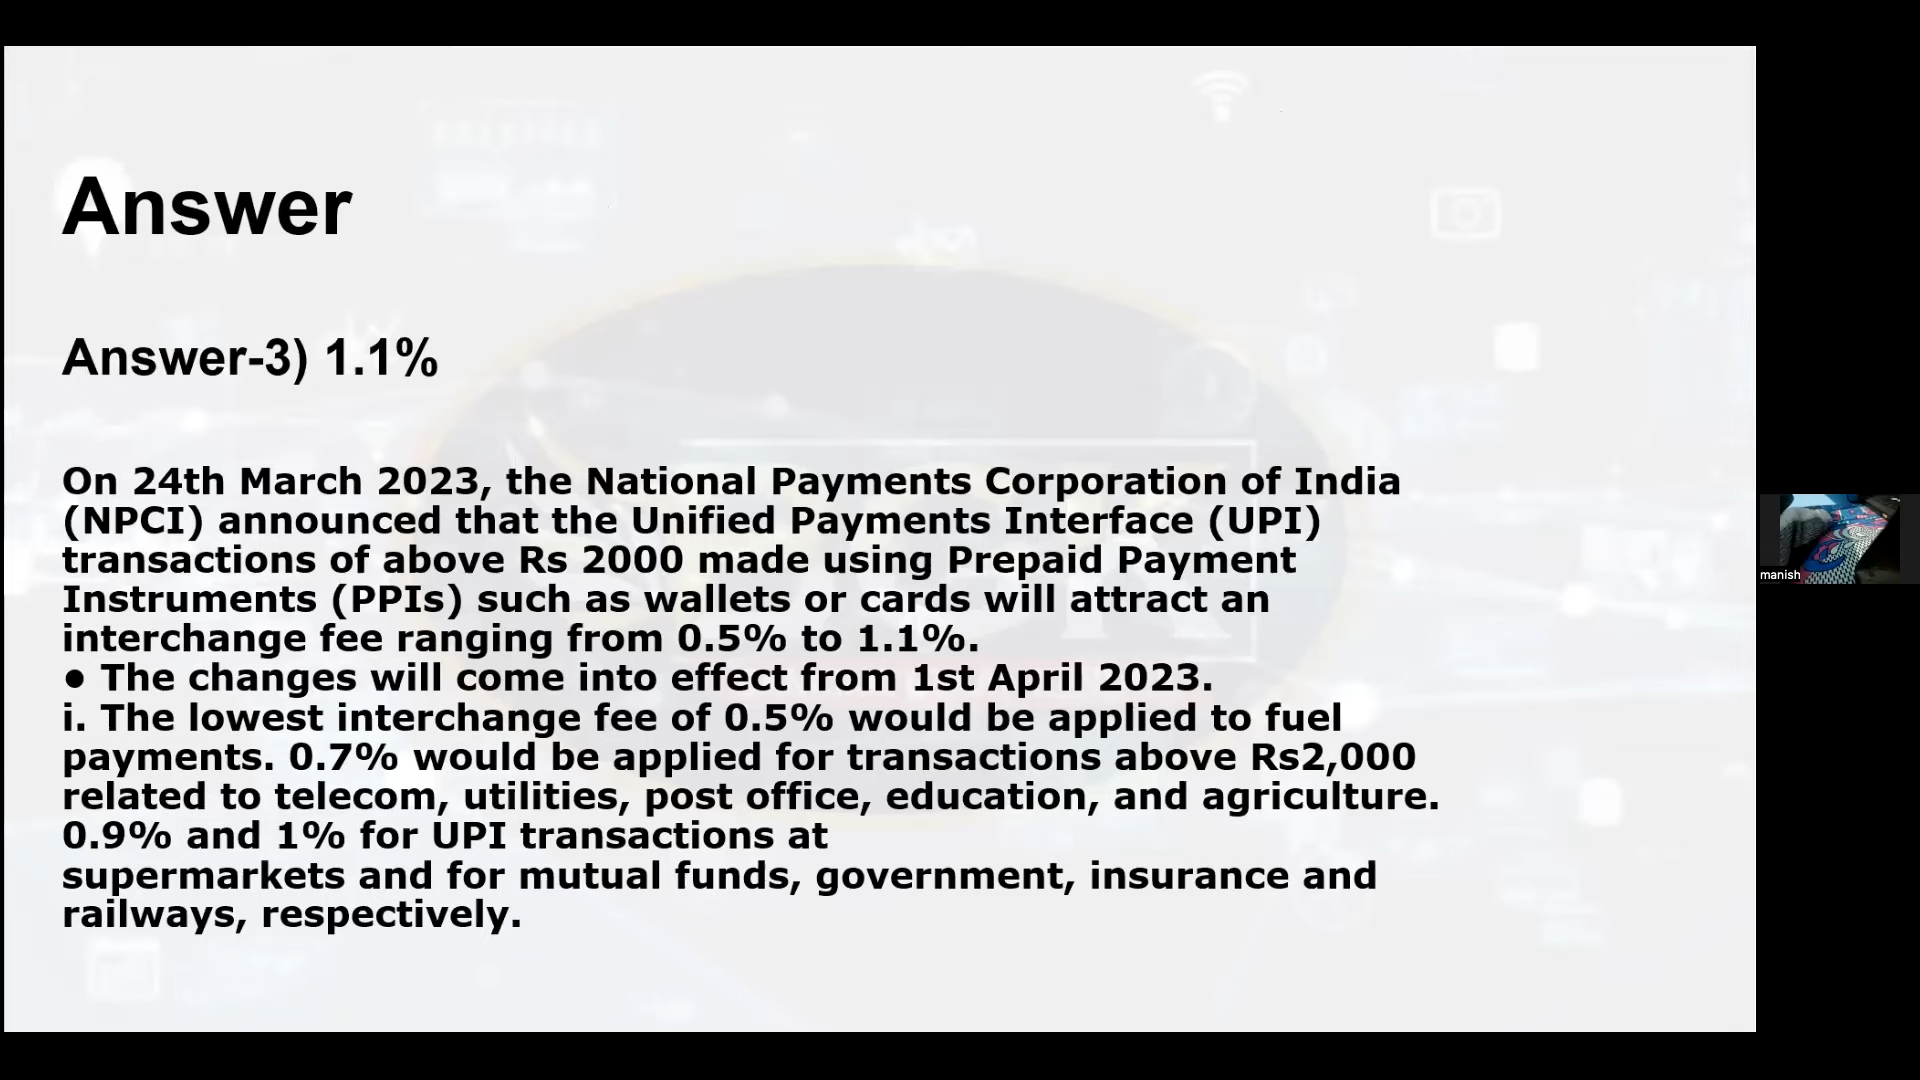 Answer
Answer-3) 1.1%
On 24th March 2023, the National Payments Corporation of India
(NPCI) announced that the Unified Payments Interface (UPI)
transactions of above Rs 2000 made using Prepaid Payment
Instruments (PPIs) such as wallets or cards will attract an
interchange fee ranging from 0.5% to 1.1%.
● The changes will come into effect from 1st April 2023.
i. The lowest interchange fee of 0.5% would be applied to fuel
payments. 0.7% would be applied for transactions above Rs2,000
related to telecom, utilities, post office, education, and agriculture.
0.9% and 1% for UPI transactions at
supermarkets and for mutual funds, government, insurance and
railways, respectively.
manish